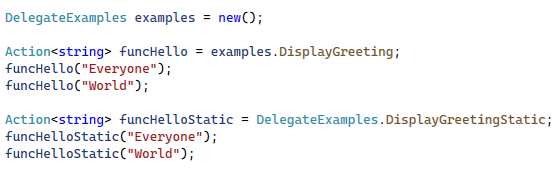 DelegateExamples examples = new();
Action<string> funcHello = examples.DisplayGreeting;
funcHello("Everyone");
funcHello("World");
Action<string> funcHelloStatic = DelegateExamples.DisplayGreetingStatic;
funcHelloStatic("Everyone");
funcHelloStatic("World");